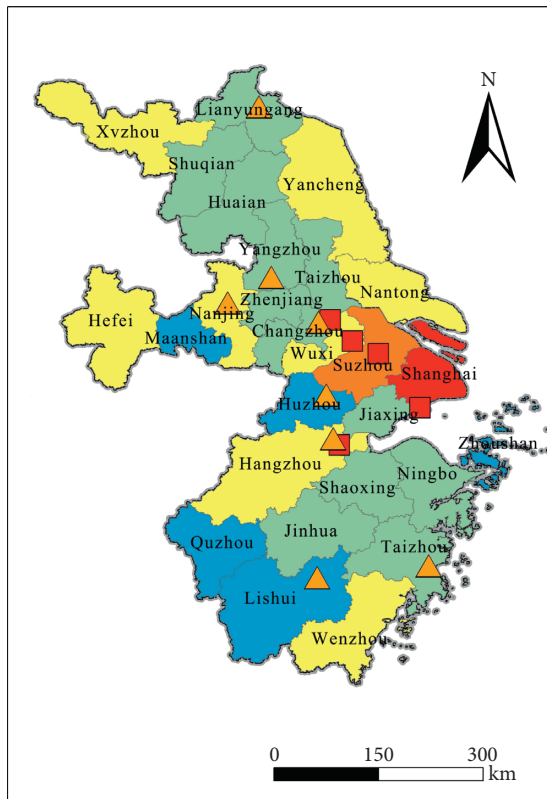 N
Lianyungang
Xvzhou
Shuqian
Yancheng
Huaian
Yangzhou
Taizhou
Zhenjiang
Nantong
Nanjing
Hefei
Changzhou
Maanshan
Wuxi
Suzhou
Shanghai
Huzhou
Jiaxing
Zhoushan
Hangzhou
Ningbo
Shaoxing
Jinhua
Quzhou
Taizhou
Lishui
Wenzhou
0 150 300
km